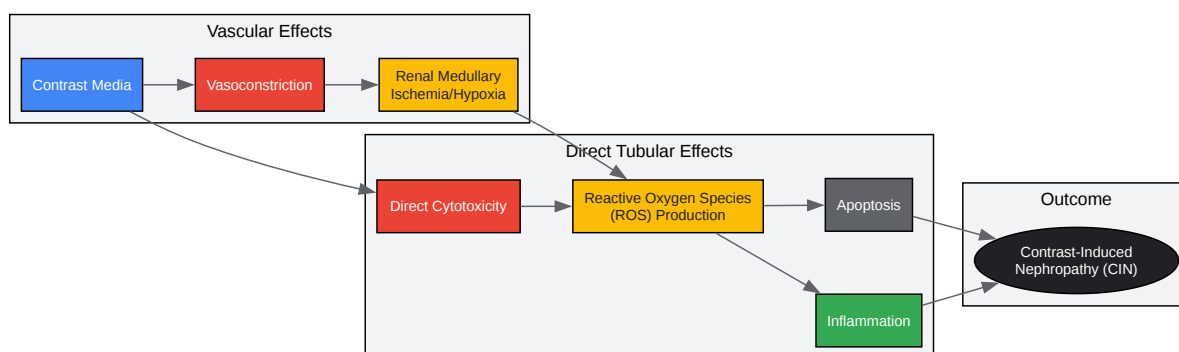 Vascular Effects
Contrast Media
Vasoconstriction
Renal Medullary
Ischemia/Hypoxia
Direct Tubular Effects
Direct Cytotoxicity
Reactive Oxygen Species
(ROS) Production
Apoptosis
Inflammation
Outcome
Contrast-Induced
Nephropathy (CIN)